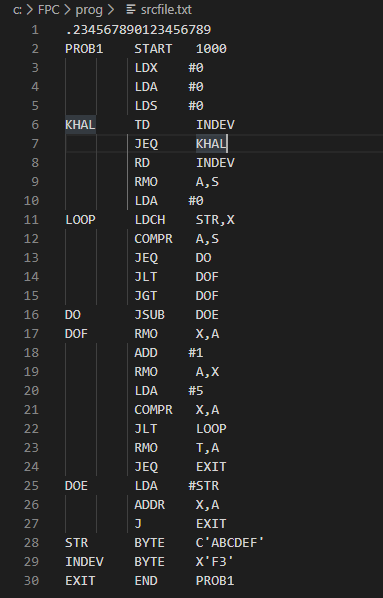 c: > FPC > prog > srcfile.txt
1 .234567890123456789
2 PROB1 START 1000
3 LDX #0
4 LDA #0
5 LDS #0
6 KHAL TD INDEV
7 JEQ KHAL
8 RD INDEV
9 RMO A,S
10 LDA #0
11 LOOP LDCH STR,X
12 COMPR A,S
13 JEQ DO
14 JLT DOF
15 JGT DOF
16 DO JSUB DOE
17 DOF RMO X,A
18 ADD #1
19 RMO A,X
20 LDA #5
21 COMPR X,A
22 JLT LOOP
23 RMO T,A
24 JEQ EXIT
25 DOE LDA #STR
26 ADDR X,A
27 J EXIT
28 STR BYTE C'ABCDEF'
29 INDEV BYTE X'F3'
30 EXIT END PROB1